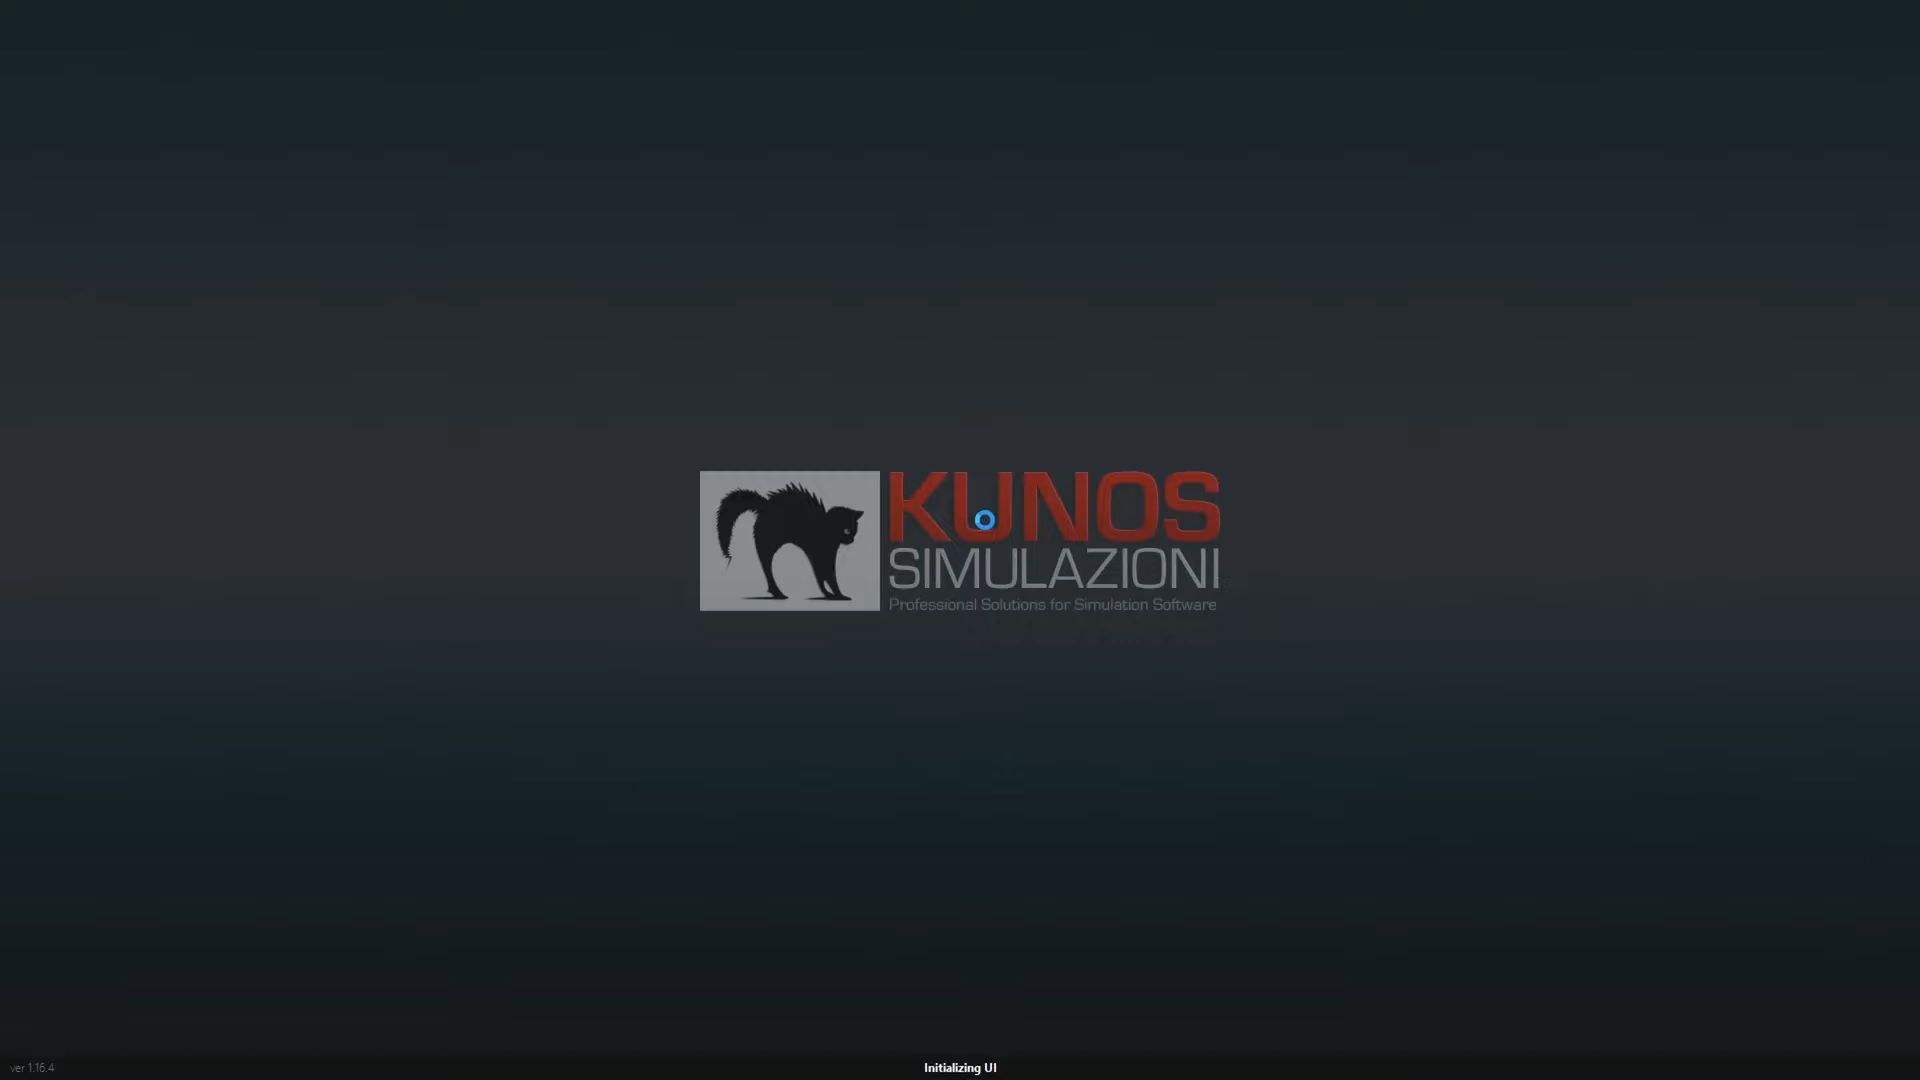 KUNOS
SIMULAZIONI
Professional Solutions for Simulation Software
ver 1.16.4
Initializing UI